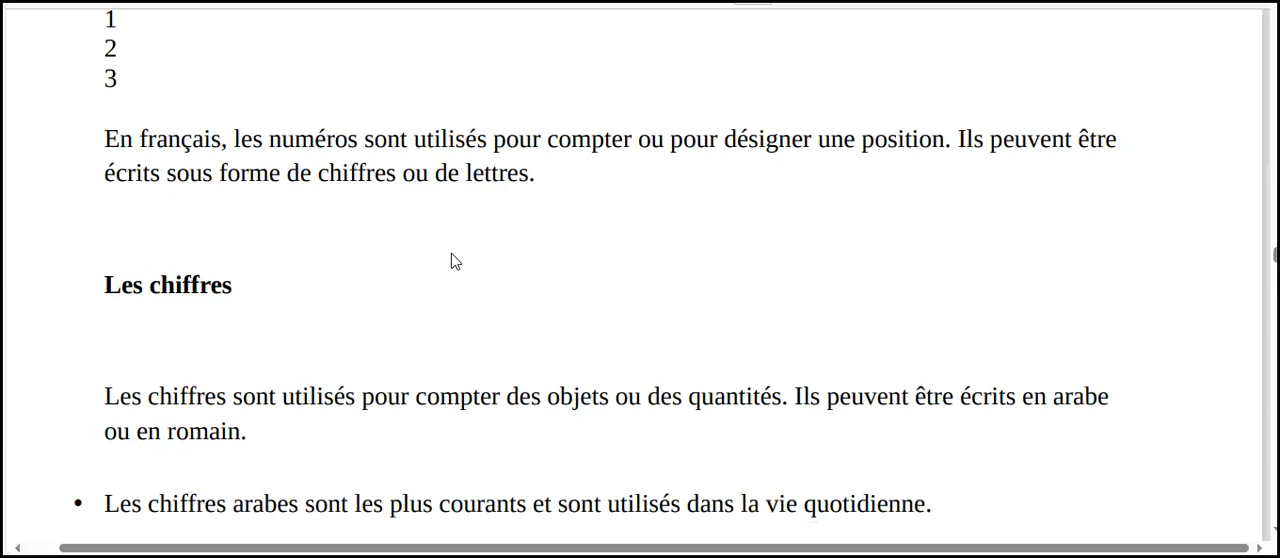 1
2
3
En français, les numéros sont utilisés pour compter ou pour désigner une position. Ils peuvent être
écrits sous forme de chiffres ou de lettres.
Les chiffres
Les chiffres sont utilisés pour compter des objets ou des quantités. Ils peuvent être écrits en arabe
ou en romain.
• Les chiffres arabes sont les plus courants et sont utilisés dans la vie quotidienne.